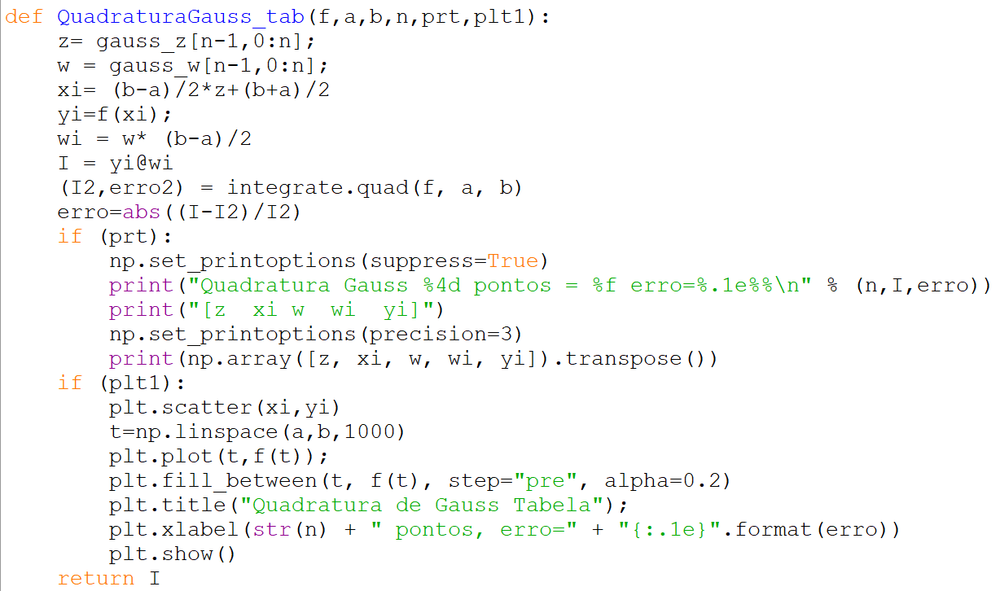 def QuadraturaGauss_tab(f,a,b,n,prt,plt1):
    z= gauss_z[n-1,0:n];
    w = gauss_w[n-1,0:n];
    xi= (b-a)/2*z+(b+a)/2
    yi=f(xi);
    wi = w* (b-a)/2
    I = yi@wi
    (I2,erro2) = integrate.quad(f, a, b)
    erro=abs((I-I2)/I2)
    if (prt):
        np.set_printoptions(suppress=True)
        print("Quadratura Gauss %4d pontos = %f erro=%.1e%%\n" % (n,I,erro))
        print("[z  xi w  wi  yi]")
        np.set_printoptions(precision=3)
        print(np.array([z, xi, w, wi, yi]).transpose())
    if (plt1):
        plt.scatter(xi,yi)
        t=np.linspace(a,b,1000)
        plt.plot(t,f(t));
        plt.fill_between(t, f(t), step="pre", alpha=0.2)
        plt.title("Quadratura de Gauss Tabela");
        plt.xlabel(str(n) + " pontos, erro=" + "{:.1e}".format(erro))
        plt.show()
    return I